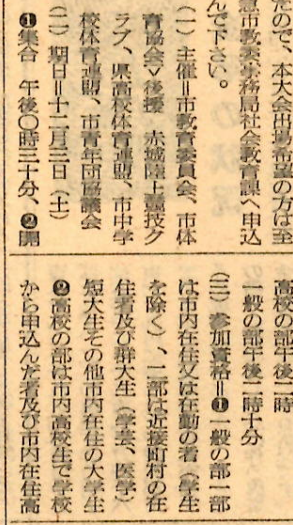 たので、本大会出場希望の方は至
急市教委事務局社会教育課へ申込
んで下さい。
（一）主催＝市教育委員会、市体
育協会▽後援　赤城陸上競技ク
ラブ、県高校体育連盟、市中学
校体育連盟、市青年団協議会
（二）期日＝十二月三日（土）
❶集合　午後〇時三十分、❷開
高校の部午後二時
一般の部午後二時十分
（三）参加資格＝❶一般の部一部
は市内在住又は在勤の者（学生
を除く）、二部は近接町村の在
住者及び群大生（学芸、医学）
短大生その他市内在住の大学生
❷高校の部は市内高校生で学校
から申込んだ者及び市内在住高